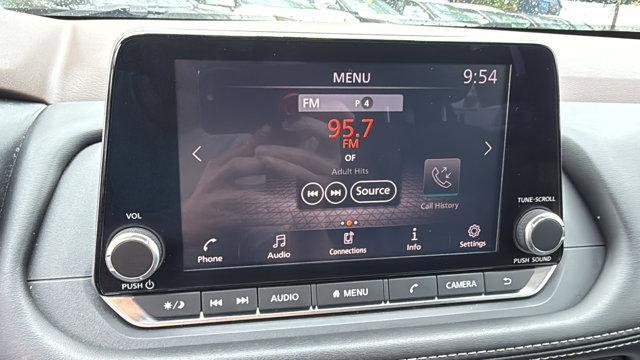 MENU 9:54
FM P 4
95.7
FM
OF
Adult Hits
Source
Call History
Phone Audio Connections Info Settings
VOL
PUSH
TUNE-SCROLL
PUSH SOUND
AUDIO MENU CAMERA